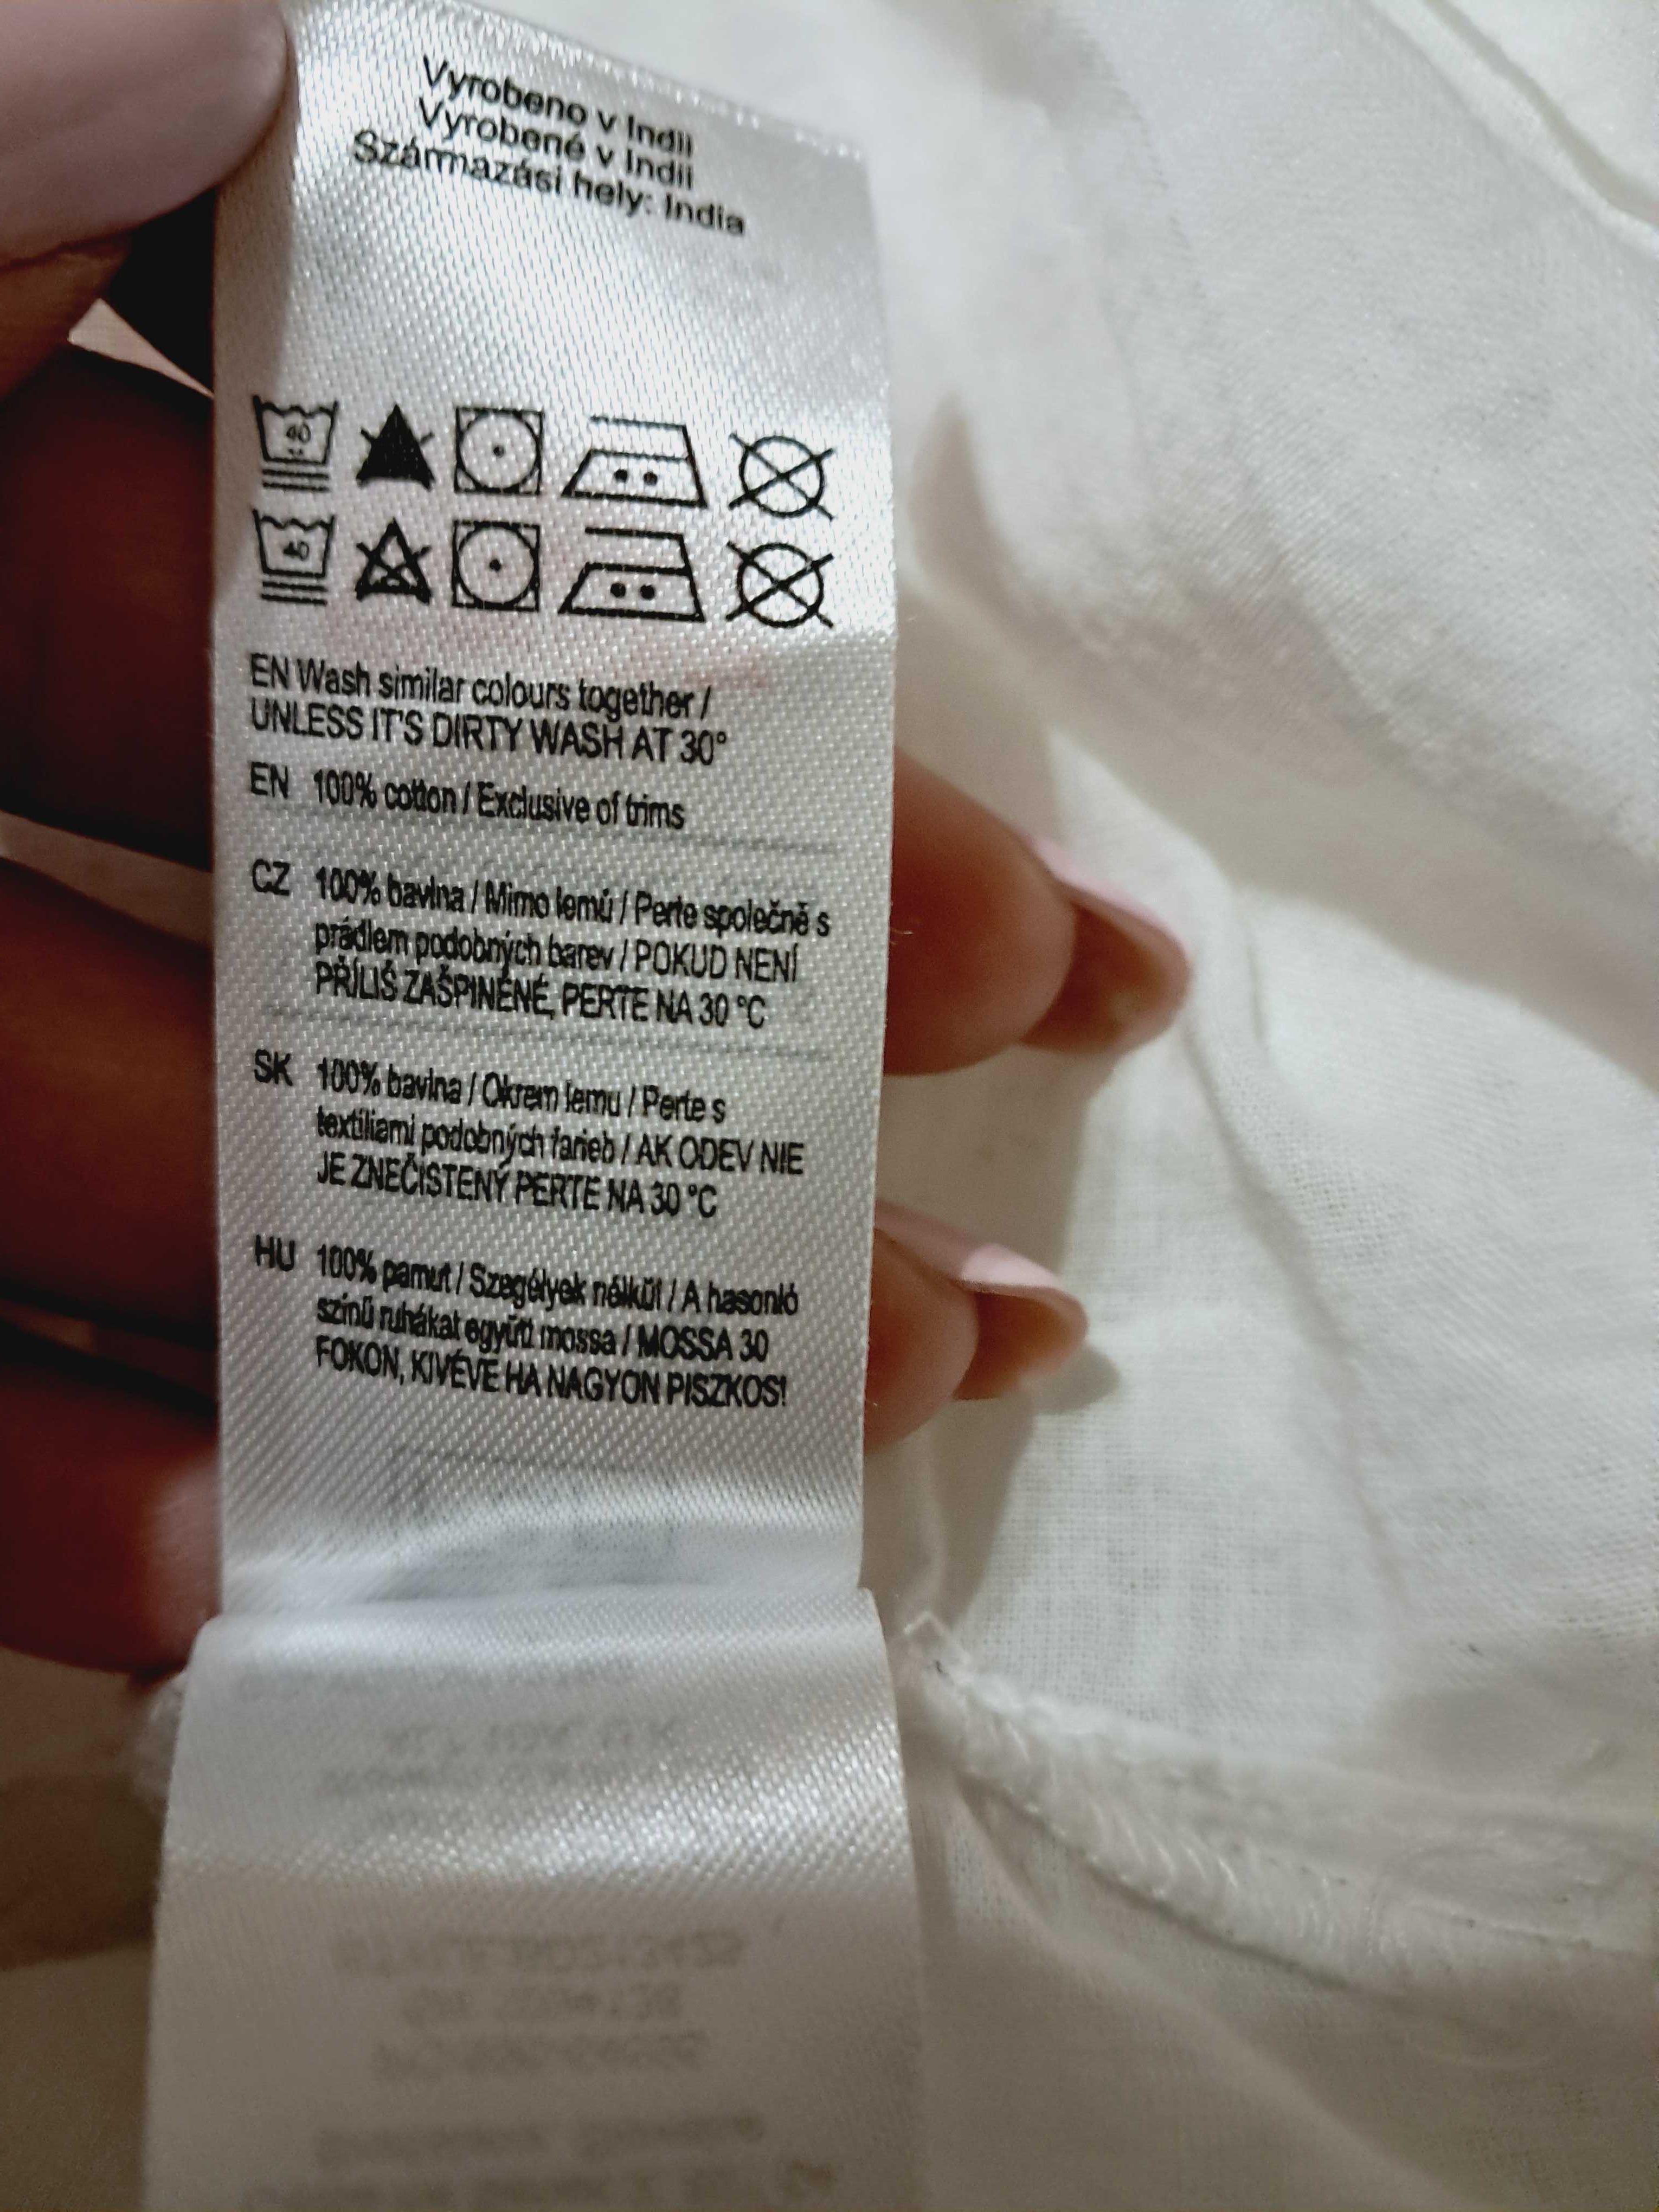 Vyrobeno v Indii
Vyrobené v Indii
Származási hely: India
40
40
EN Wash similar colours together /
UNLESS IT'S DIRTY WASH AT 30°
EN 100% cotton / Exclusive of trims
CZ 100% bavlna / Mimo lemů / Perte společně s
prádlem podobných barev / POKUD NENÍ
PŘÍLIŠ ZAŠPINĚNÉ, PERTE NA 30 °C
SK 100% bavlna / Okrem lemu / Perte s
textíliami podobných farieb / AK ODEV NIE
JE ZNEČISTENÝ PERTE NA 30 °C
HU 100% pamut / Szegélyek nélkül / A hasonló
színű ruhákat együtt mossa / MOSSA 30
FOKON, KIVÉVE HA NAGYON PISZKOS!